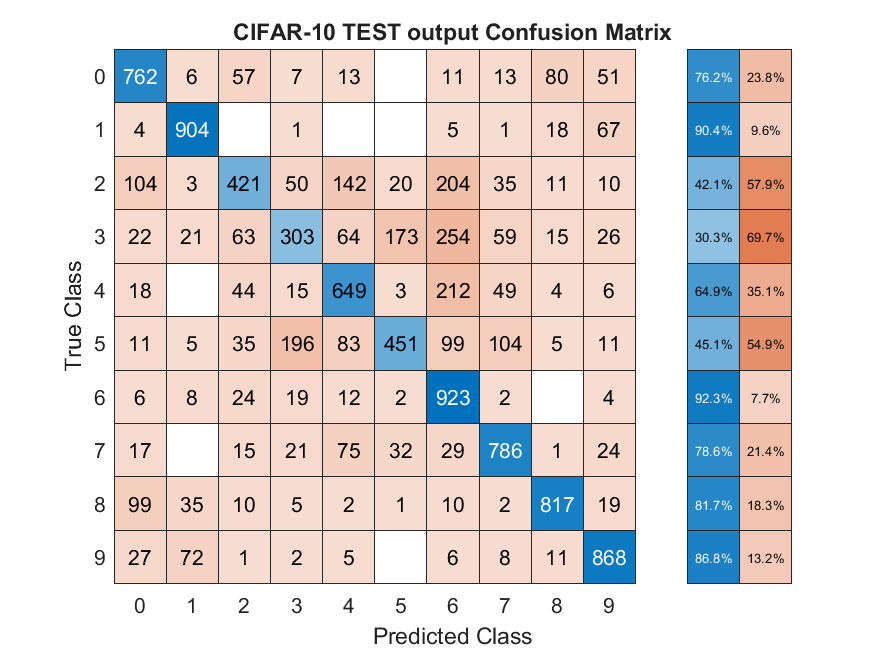 CIFAR-10 TEST output Confusion Matrix
0 762 6 57 7 13 11 13 80 51 76.2% 23.8%
1 4 904 1 5 1 18 67 90.4% 9.6%
2 104 3 421 50 142 20 204 35 11 10 42.1% 57.9%
3 22 21 63 303 64 173 254 59 15 26 30.3% 69.7%
4 18 44 15 649 3 212 49 4 6 64.9% 35.1%
5 11 5 35 196 83 451 99 104 5 11 45.1% 54.9%
6 6 8 24 19 12 2 923 2 4 92.3% 7.7%
7 17 15 21 75 32 29 786 1 24 78.6% 21.4%
8 99 35 10 5 2 1 10 2 817 19 81.7% 18.3%
9 27 72 1 2 5 6 8 11 868 86.8% 13.2%
0 1 2 3 4 5 6 7 8 9
Predicted Class
True Class